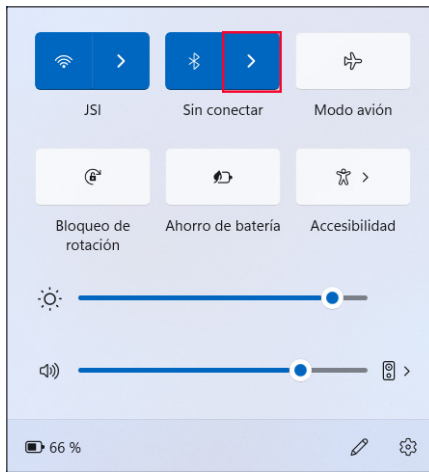 JSI
Sin conectar
Modo avión
Bloqueo de
rotación
Ahorro de batería
Accesibilidad
66 %